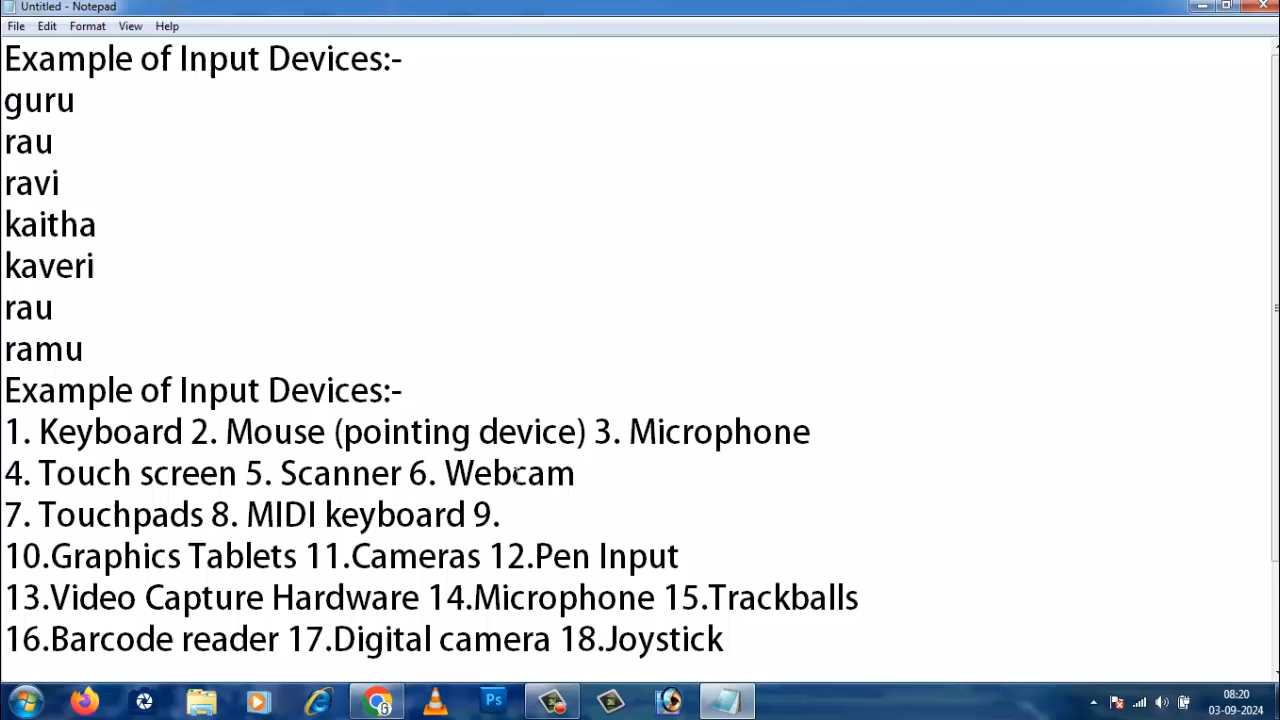 Untitled - Notepad
File Edit Format View Help
Example of Input Devices:-
guru
rau
ravi
kaitha
kaveri
rau
ramu
Example of Input Devices:-
1. Keyboard 2. Mouse (pointing device) 3. Microphone
4. Touch screen 5. Scanner 6. Webcam
7. Touchpads 8. MIDI keyboard 9.
10.Graphics Tablets 11.Cameras 12.Pen Input
13.Video Capture Hardware 14.Microphone 15.Trackballs
16.Barcode reader 17.Digital camera 18.Joystick
Ps
G
08:20
03-09-2024